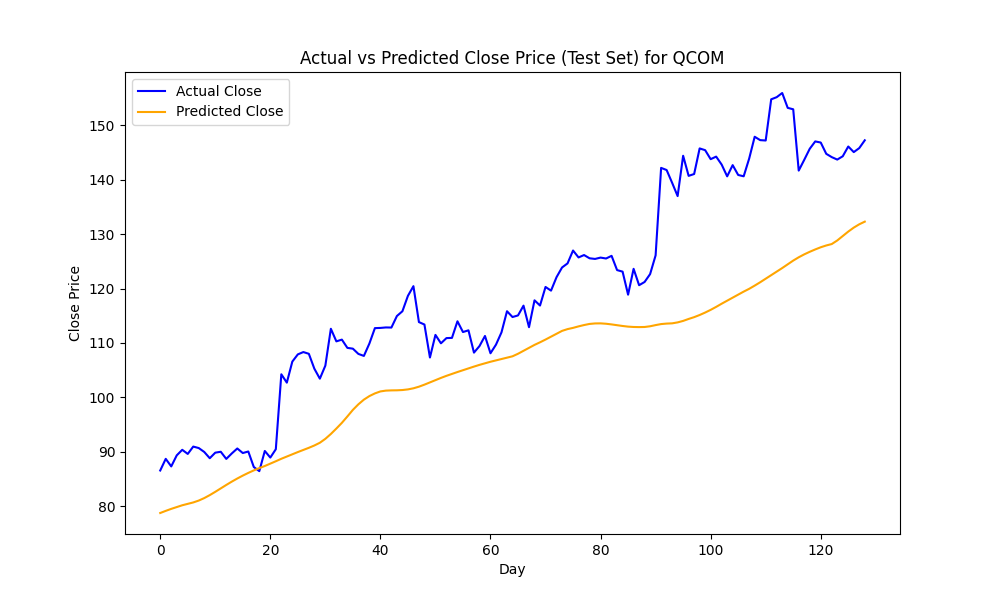 Actual vs Predicted Close Price (Test Set) for QCOM
Actual Close
Predicted Close
150
140
130
120
110
100
90
80
Close Price
0 20 40 60 80 100 120
Day